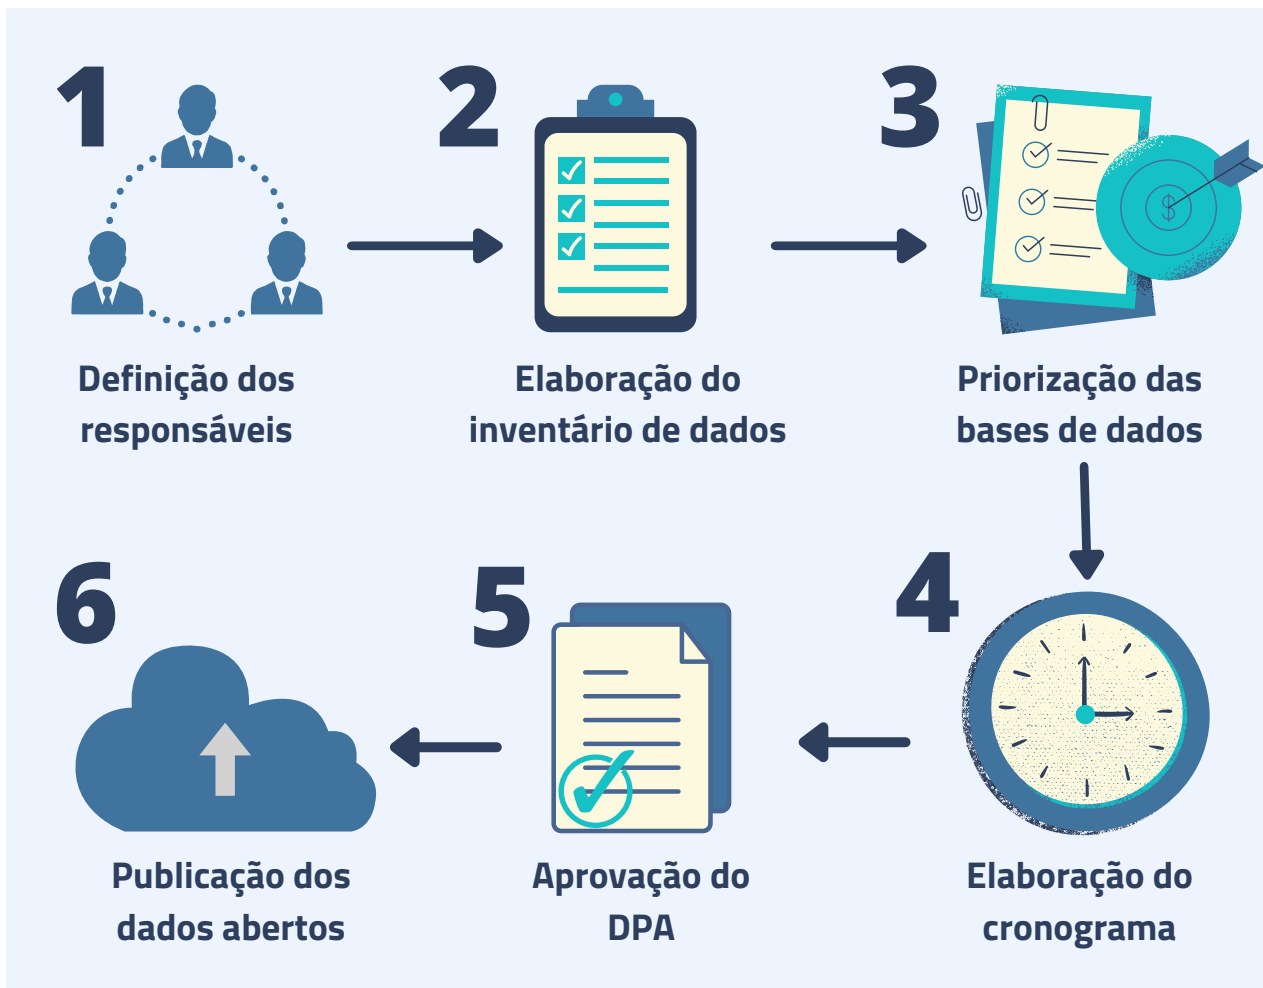 1
Definição dos
responsáveis
2
Elaboração do
inventário de dados
3
$
Priorização das
bases de dados
4
Elaboração do
cronograma
5
Aprovação do
DPA
6
Publicação dos
dados abertos